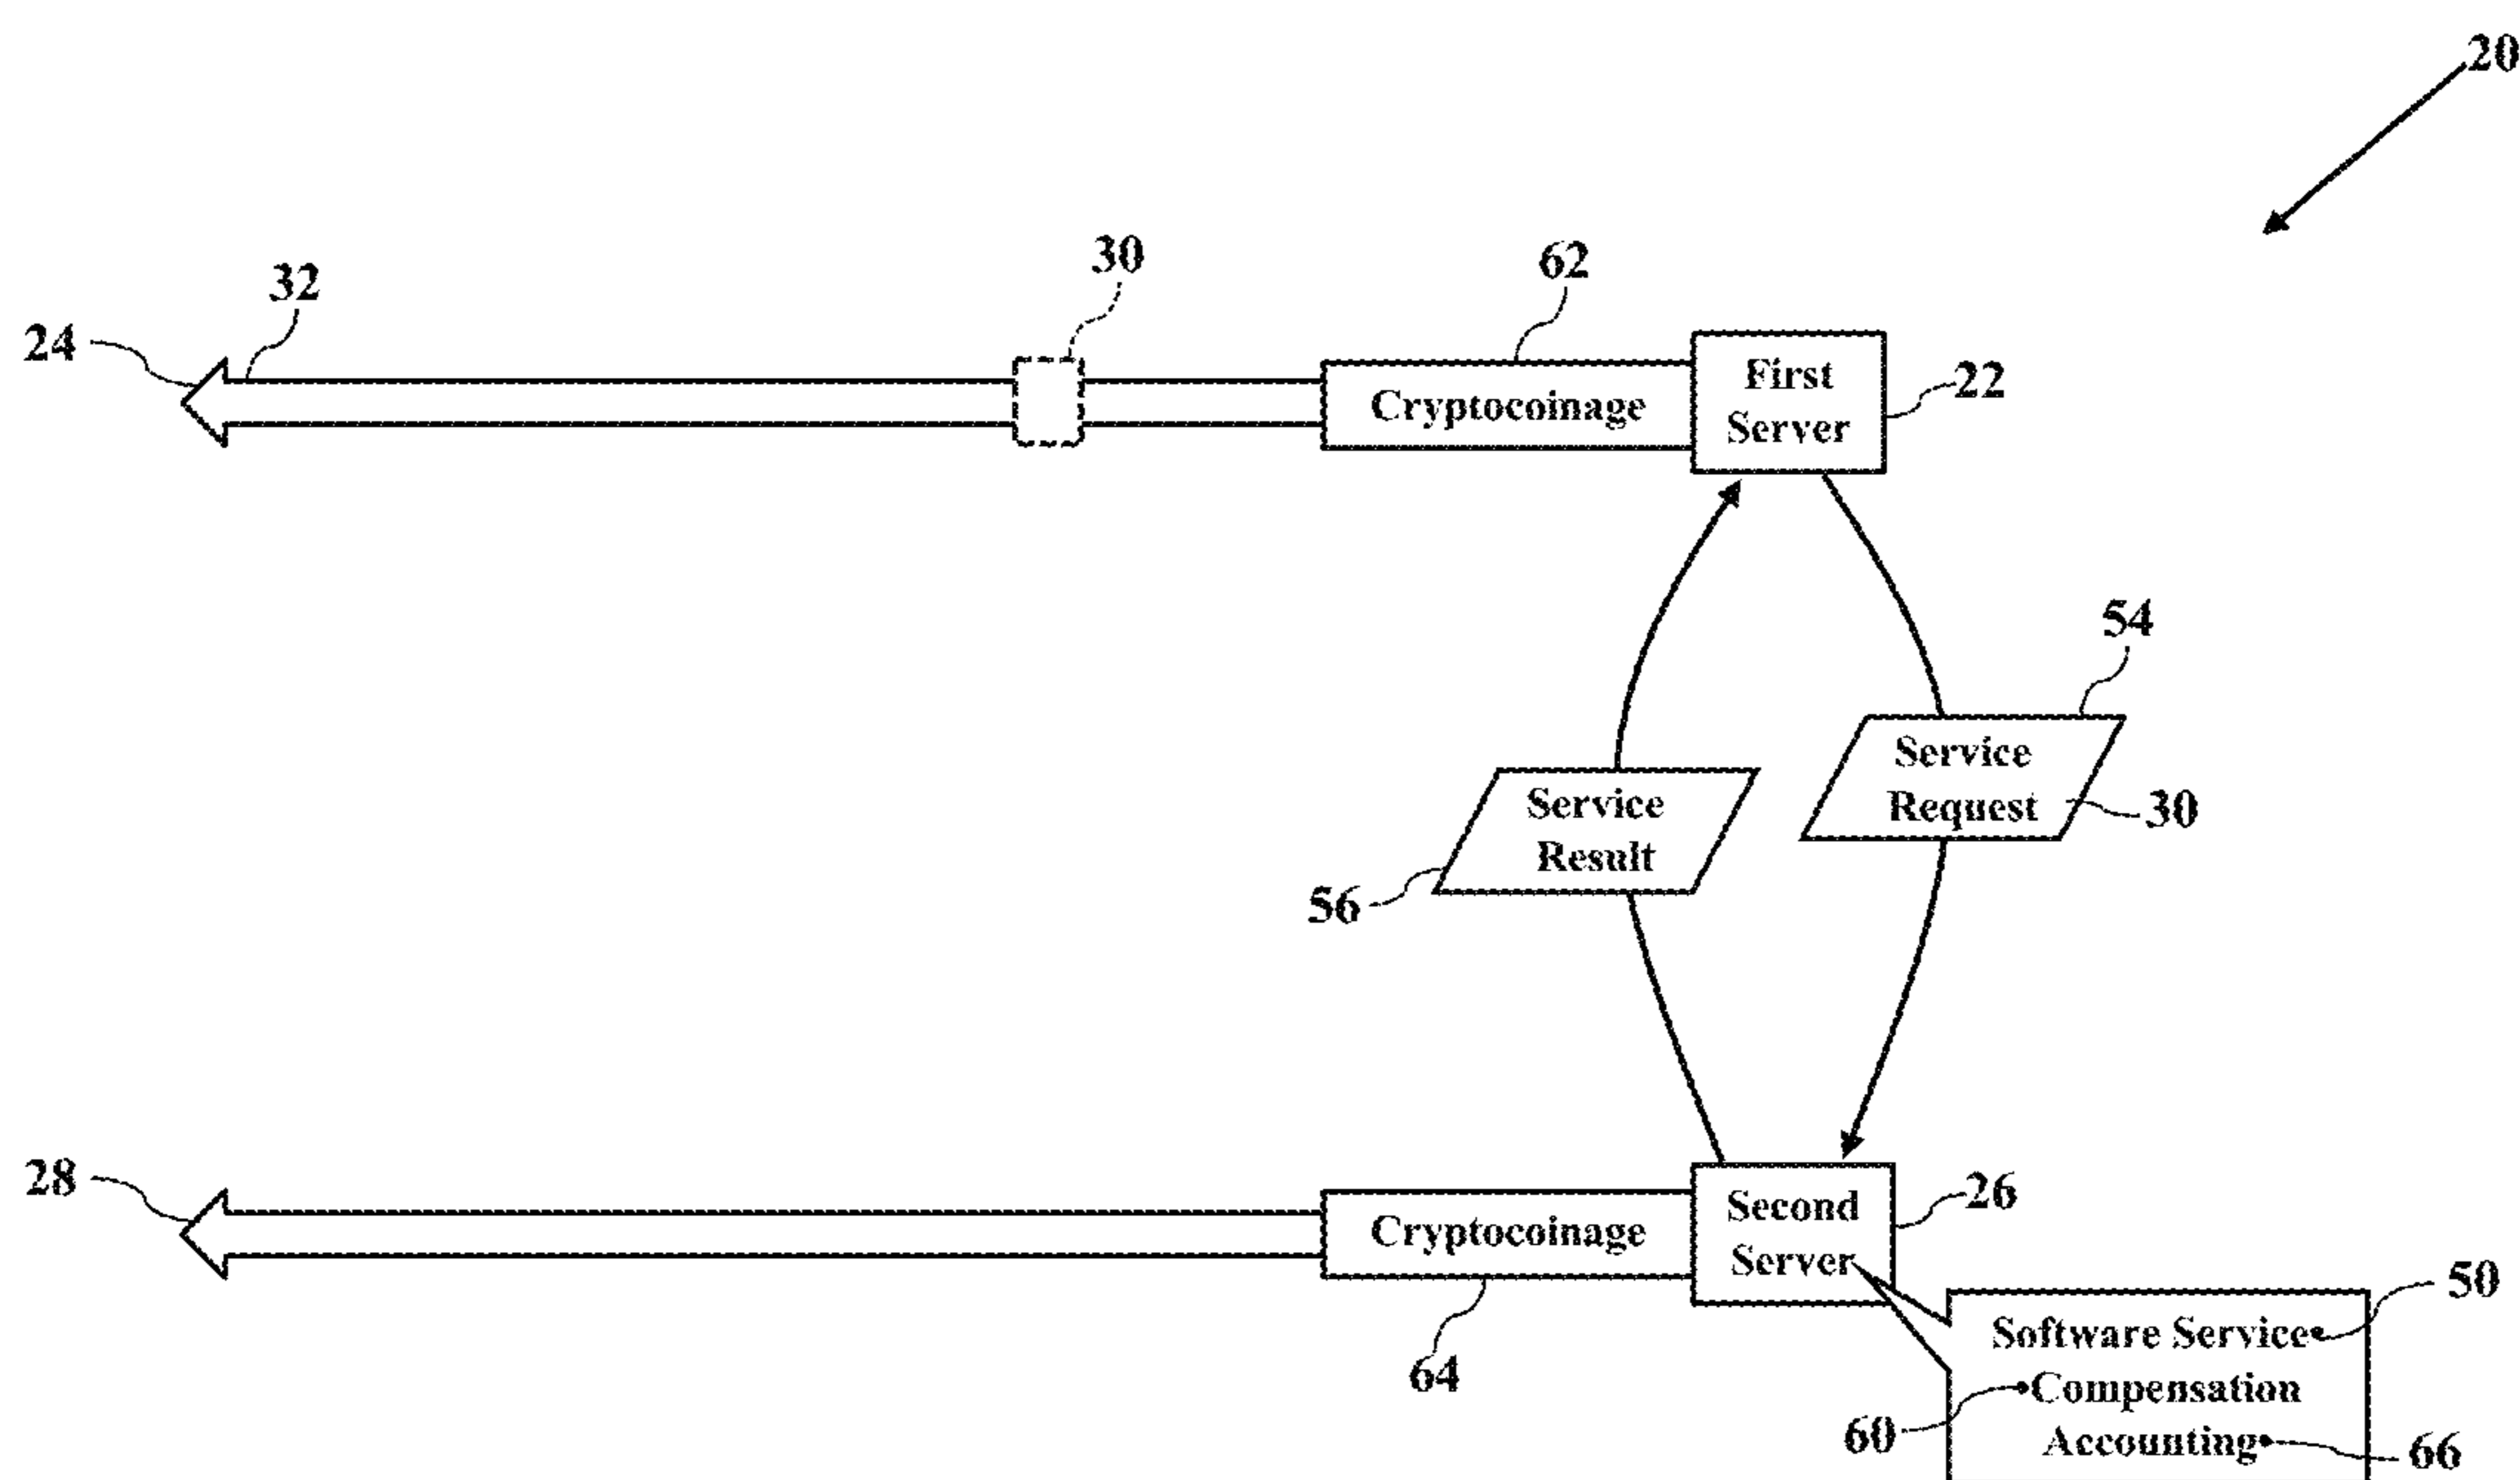 20
30
62
32
24
First
Server
22
Cryptocoinage
54
Service
Request
30
Service
Result
56
28
26
Second
Server
Cryptocoinage
64
50
Software Service
Compensation
60
Accounting
66